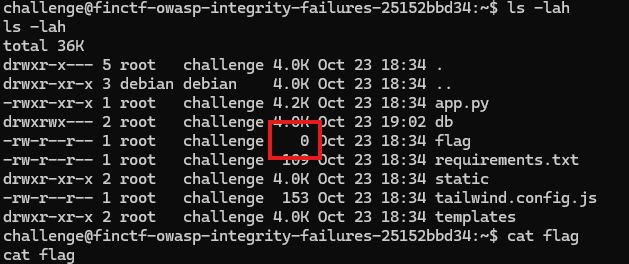 challenge@finctf-owasp-integrity-failures-25152bbd34:~$ ls -lah
ls -lah
total 36K
drwxr-x--- 5 root   challenge 4.0K Oct 23 18:34 .
drwxr-xr-x 3 debian debian    4.0K Oct 23 18:34 ..
-rwxr-xr-x 1 root   challenge 4.2K Oct 23 18:34 app.py
drwxrwx--- 2 root   challenge 4.0K Oct 23 19:02 db
-rw-r--r-- 1 root   challenge    0 Oct 23 18:34 flag
-rw-r--r-- 1 root   challenge  109 Oct 23 18:34 requirements.txt
drwxr-xr-x 2 root   challenge 4.0K Oct 23 18:34 static
-rw-r--r-- 1 root   challenge  153 Oct 23 18:34 tailwind.config.js
drwxr-xr-x 2 root   challenge 4.0K Oct 23 18:34 templates
challenge@finctf-owasp-integrity-failures-25152bbd34:~$ cat flag
cat flag